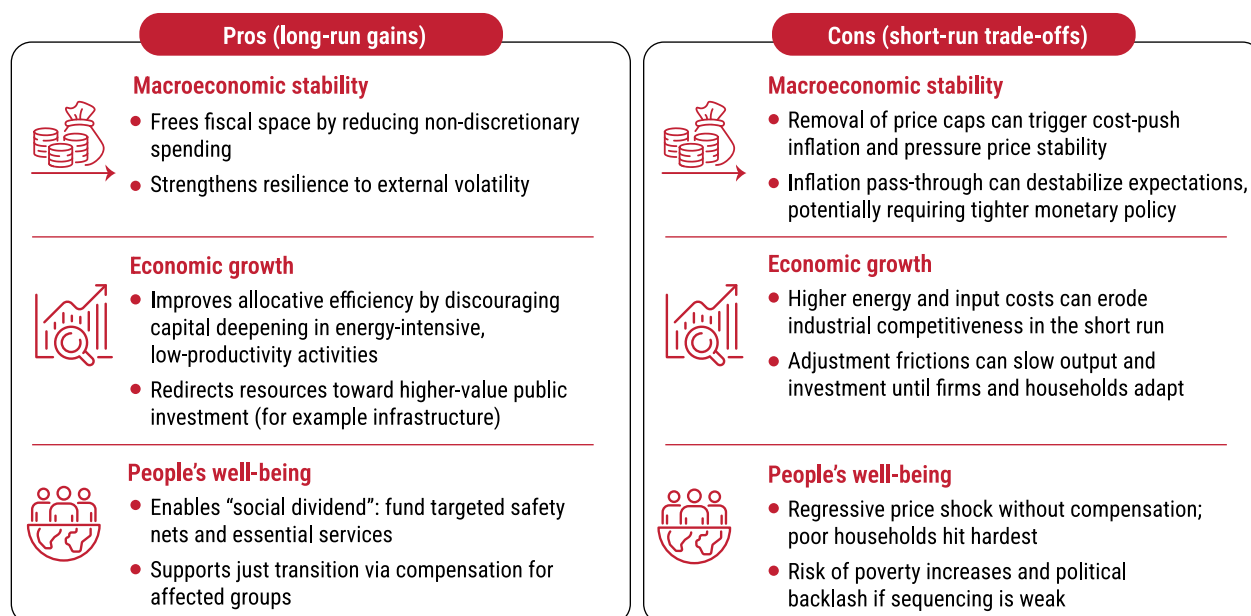 Pros (long-run gains)
Macroeconomic stability
• Frees fiscal space by reducing non-discretionary
spending
• Strengthens resilience to external volatility
Economic growth
• Improves allocative efficiency by discouraging
capital deepening in energy-intensive,
low-productivity activities
• Redirects resources toward higher-value public
investment (for example infrastructure)
People’s well-being
• Enables “social dividend”: fund targeted safety
nets and essential services
• Supports just transition via compensation for
affected groups
Cons (short-run trade-offs)
Macroeconomic stability
• Removal of price caps can trigger cost-push
inflation and pressure price stability
• Inflation pass-through can destabilize expectations,
potentially requiring tighter monetary policy
Economic growth
• Higher energy and input costs can erode
industrial competitiveness in the short run
• Adjustment frictions can slow output and
investment until firms and households adapt
People’s well-being
• Regressive price shock without compensation;
poor households hit hardest
• Risk of poverty increases and political
backlash if sequencing is weak